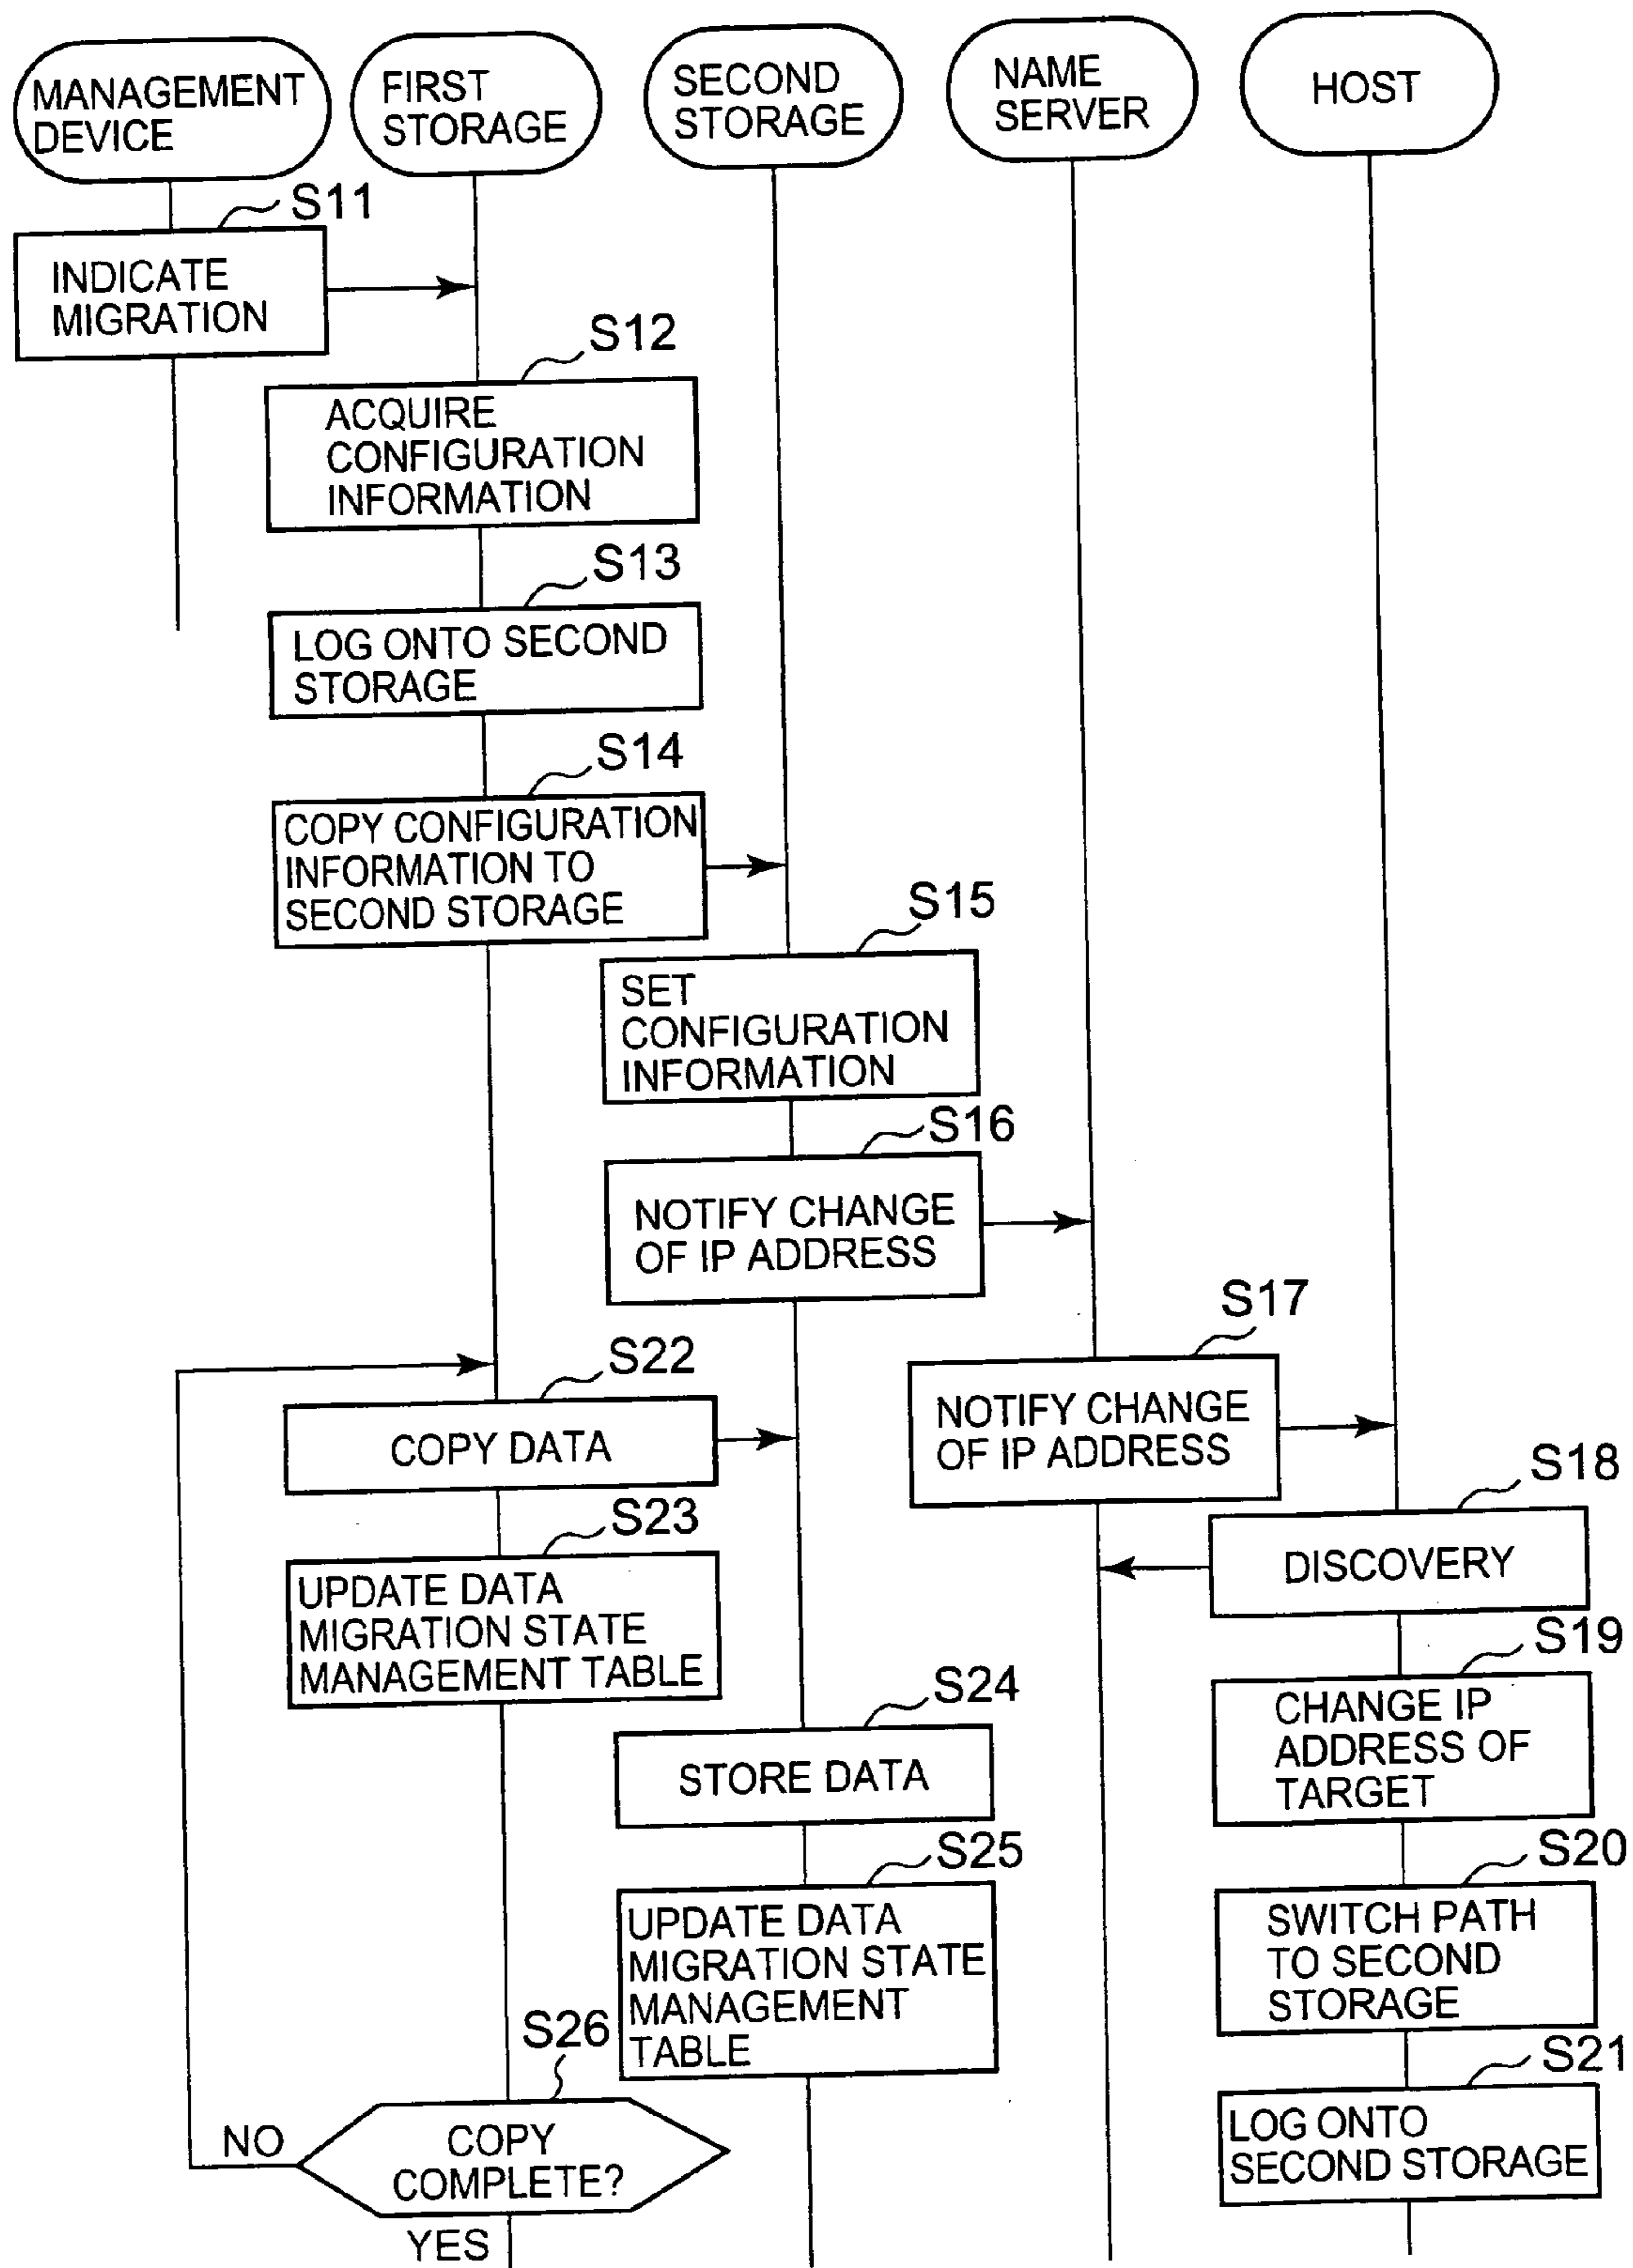 MANAGEMENT
DEVICE
FIRST
STORAGE
SECOND
STORAGE
NAME
SERVER
HOST
S11
INDICATE
MIGRATION
S12
ACQUIRE
CONFIGURATION
INFORMATION
S13
LOG ONTO SECOND
STORAGE
S14
COPY CONFIGURATION
INFORMATION TO
SECOND STORAGE
S15
SET
CONFIGURATION
INFORMATION
S16
NOTIFY CHANGE
OF IP ADDRESS
S17
NOTIFY CHANGE
OF IP ADDRESS
S22
COPY DATA
S18
DISCOVERY
S23
UPDATE DATA
MIGRATION STATE
MANAGEMENT TABLE
S19
CHANGE IP
ADDRESS OF
TARGET
S24
STORE DATA
S20
SWITCH PATH
TO SECOND
STORAGE
S25
UPDATE DATA
MIGRATION STATE
MANAGEMENT
TABLE
S21
LOG ONTO
SECOND STORAGE
S26
COPY
COMPLETE?
NO
YES